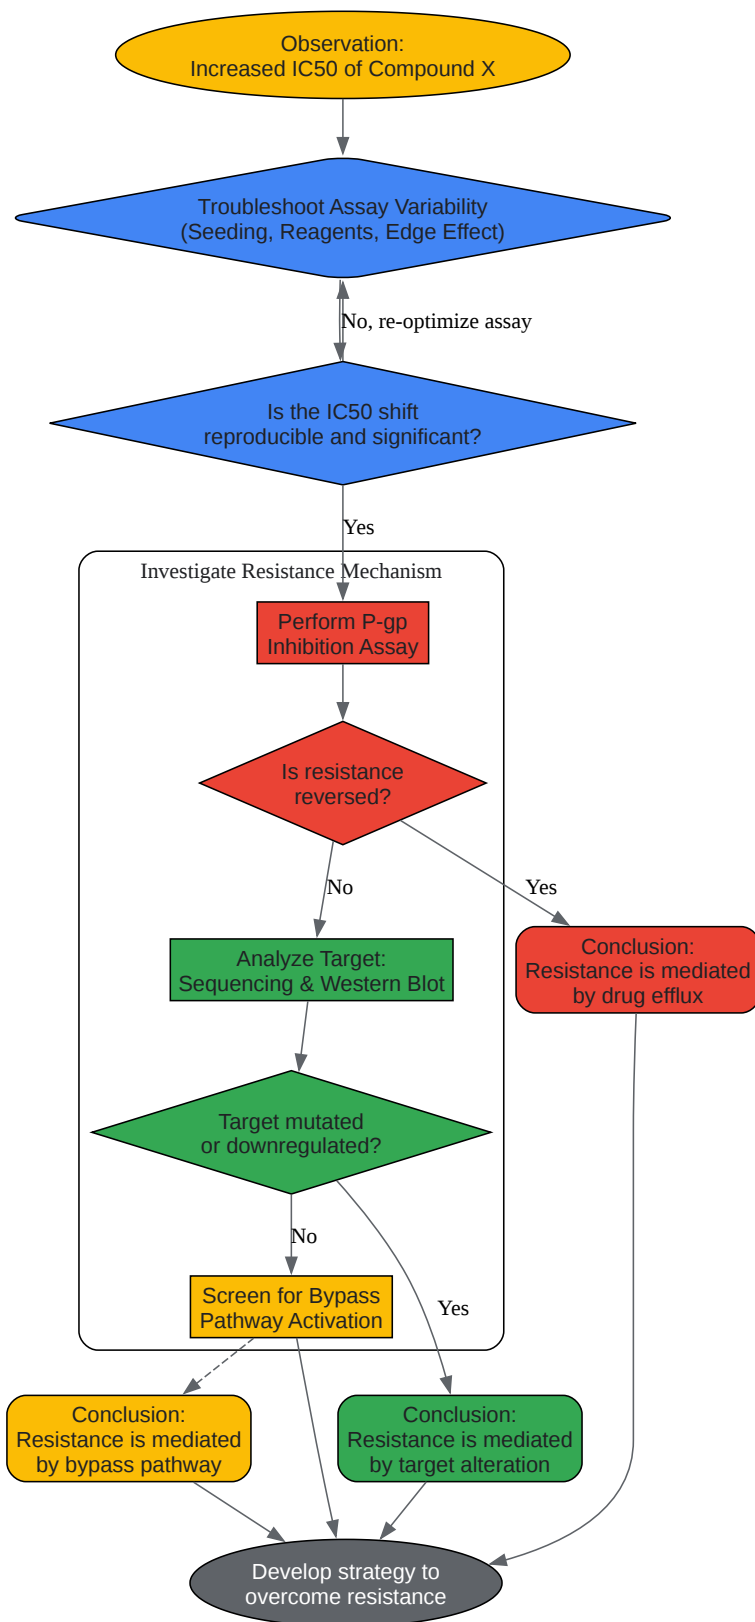 Observation:
Increased IC50 of Compound X
Troubleshoot Assay Variability
(Seeding, Reagents, Edge Effect)
No, re-optimize assay
Is the IC50 shift
reproducible and significant?
Yes
Investigate Resistance Mechanism
Perform P-gp
Inhibition Assay
Is resistance
reversed?
No
Yes
Analyze Target:
Sequencing & Western Blot
Conclusion:
Resistance is mediated
by drug efflux
Target mutated
or downregulated?
No
Yes
Screen for Bypass
Pathway Activation
Conclusion:
Resistance is mediated
by bypass pathway
Conclusion:
Resistance is mediated
by target alteration
Develop strategy to
overcome resistance